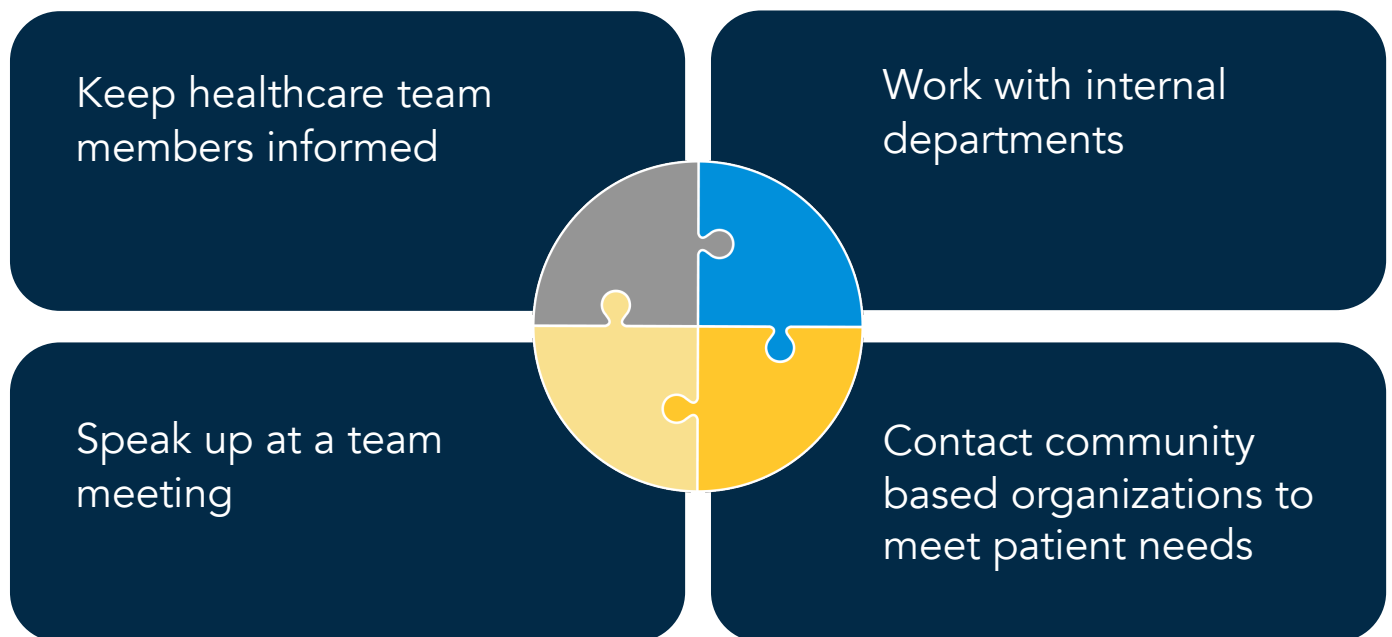 Keep healthcare team
members informed
Work with internal
departments
Speak up at a team
meeting
Contact community
based organizations to
meet patient needs